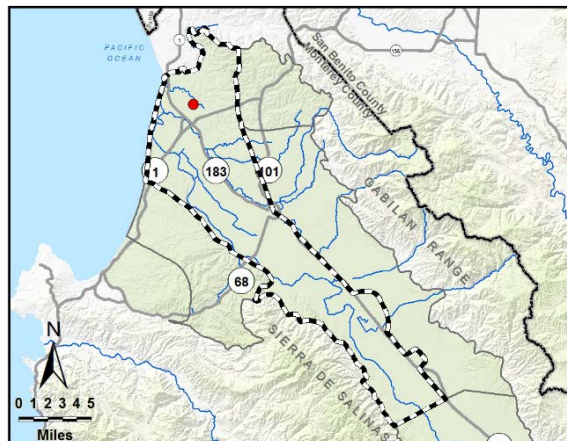 1
156
PACIFIC
OCEAN
San Benito County
Monterey County
1
183
101
GABILAN RANGE
68
SIERRA DE SALINAS
N
0 1 2 3 4 5
Miles